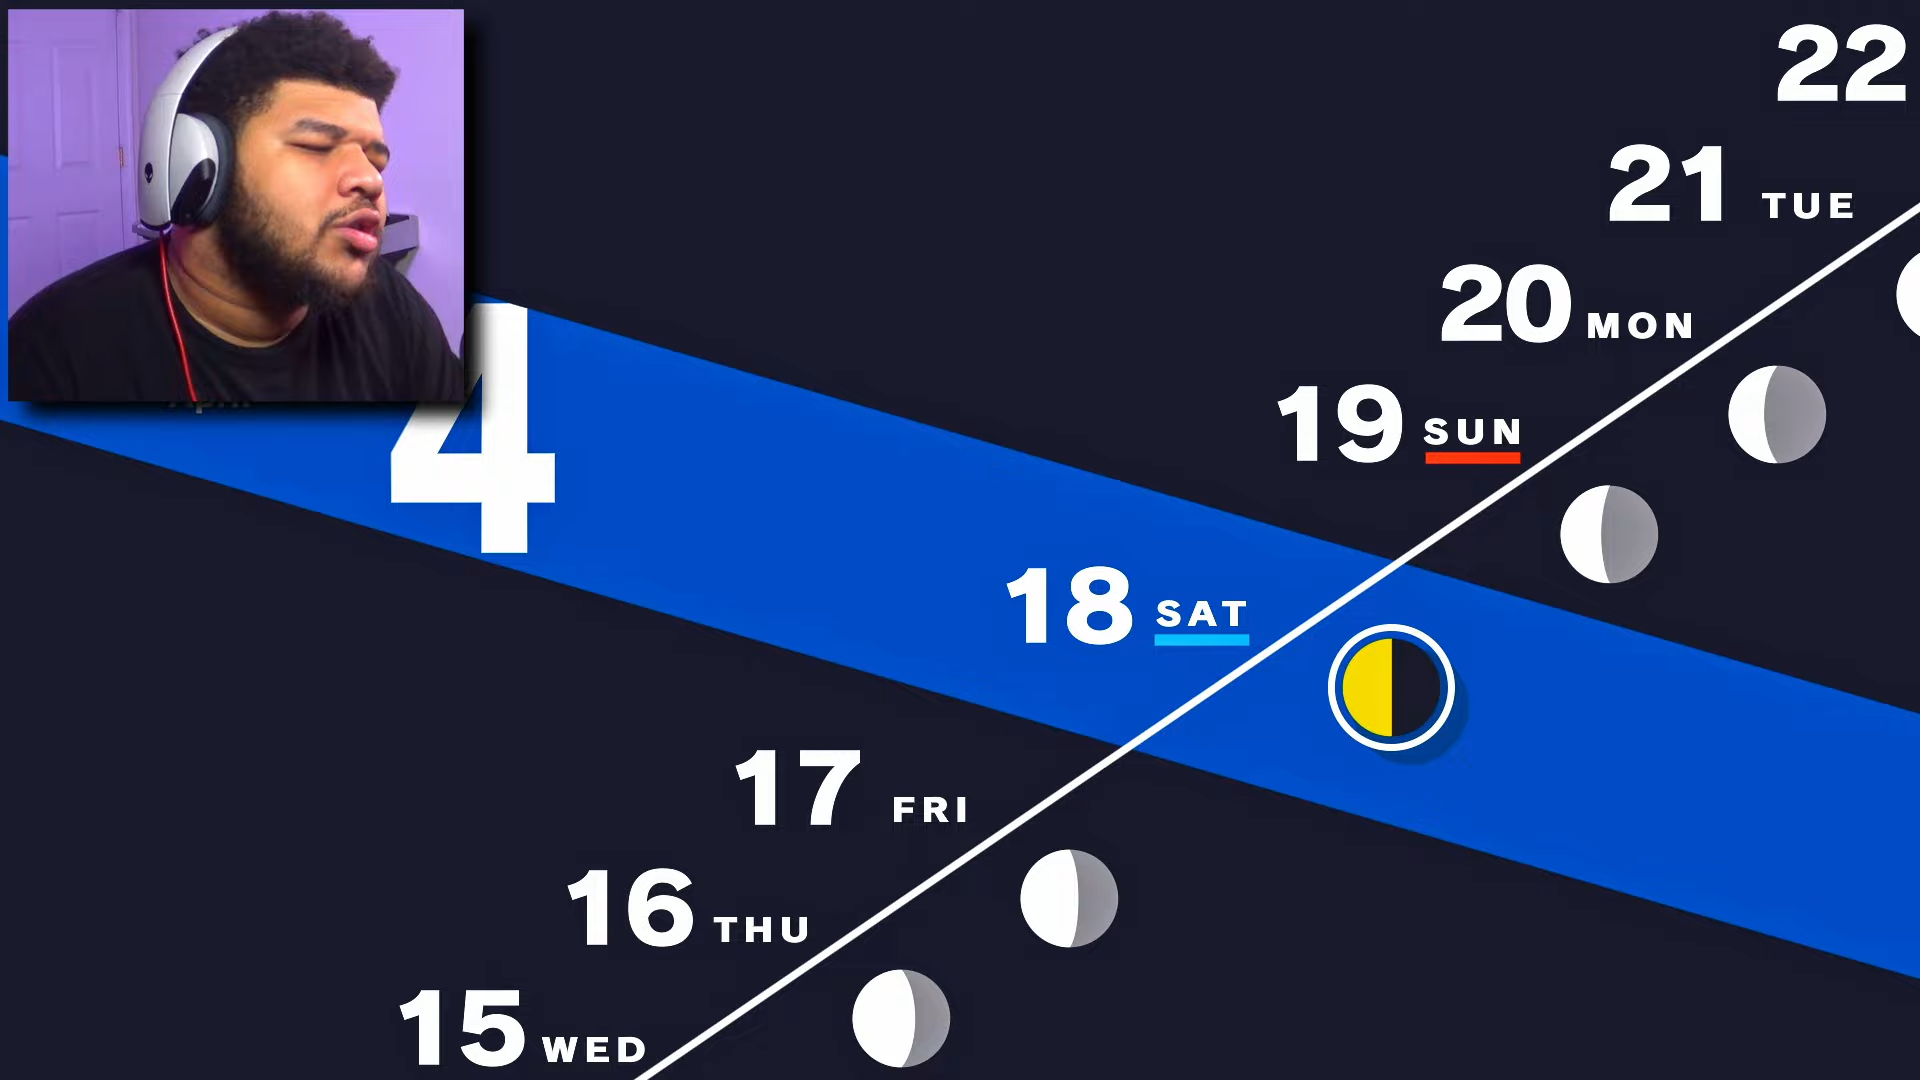 22
21 TUE
20 MON
19 SUN
4
18 SAT
17 FRI
16 THU
15 WED